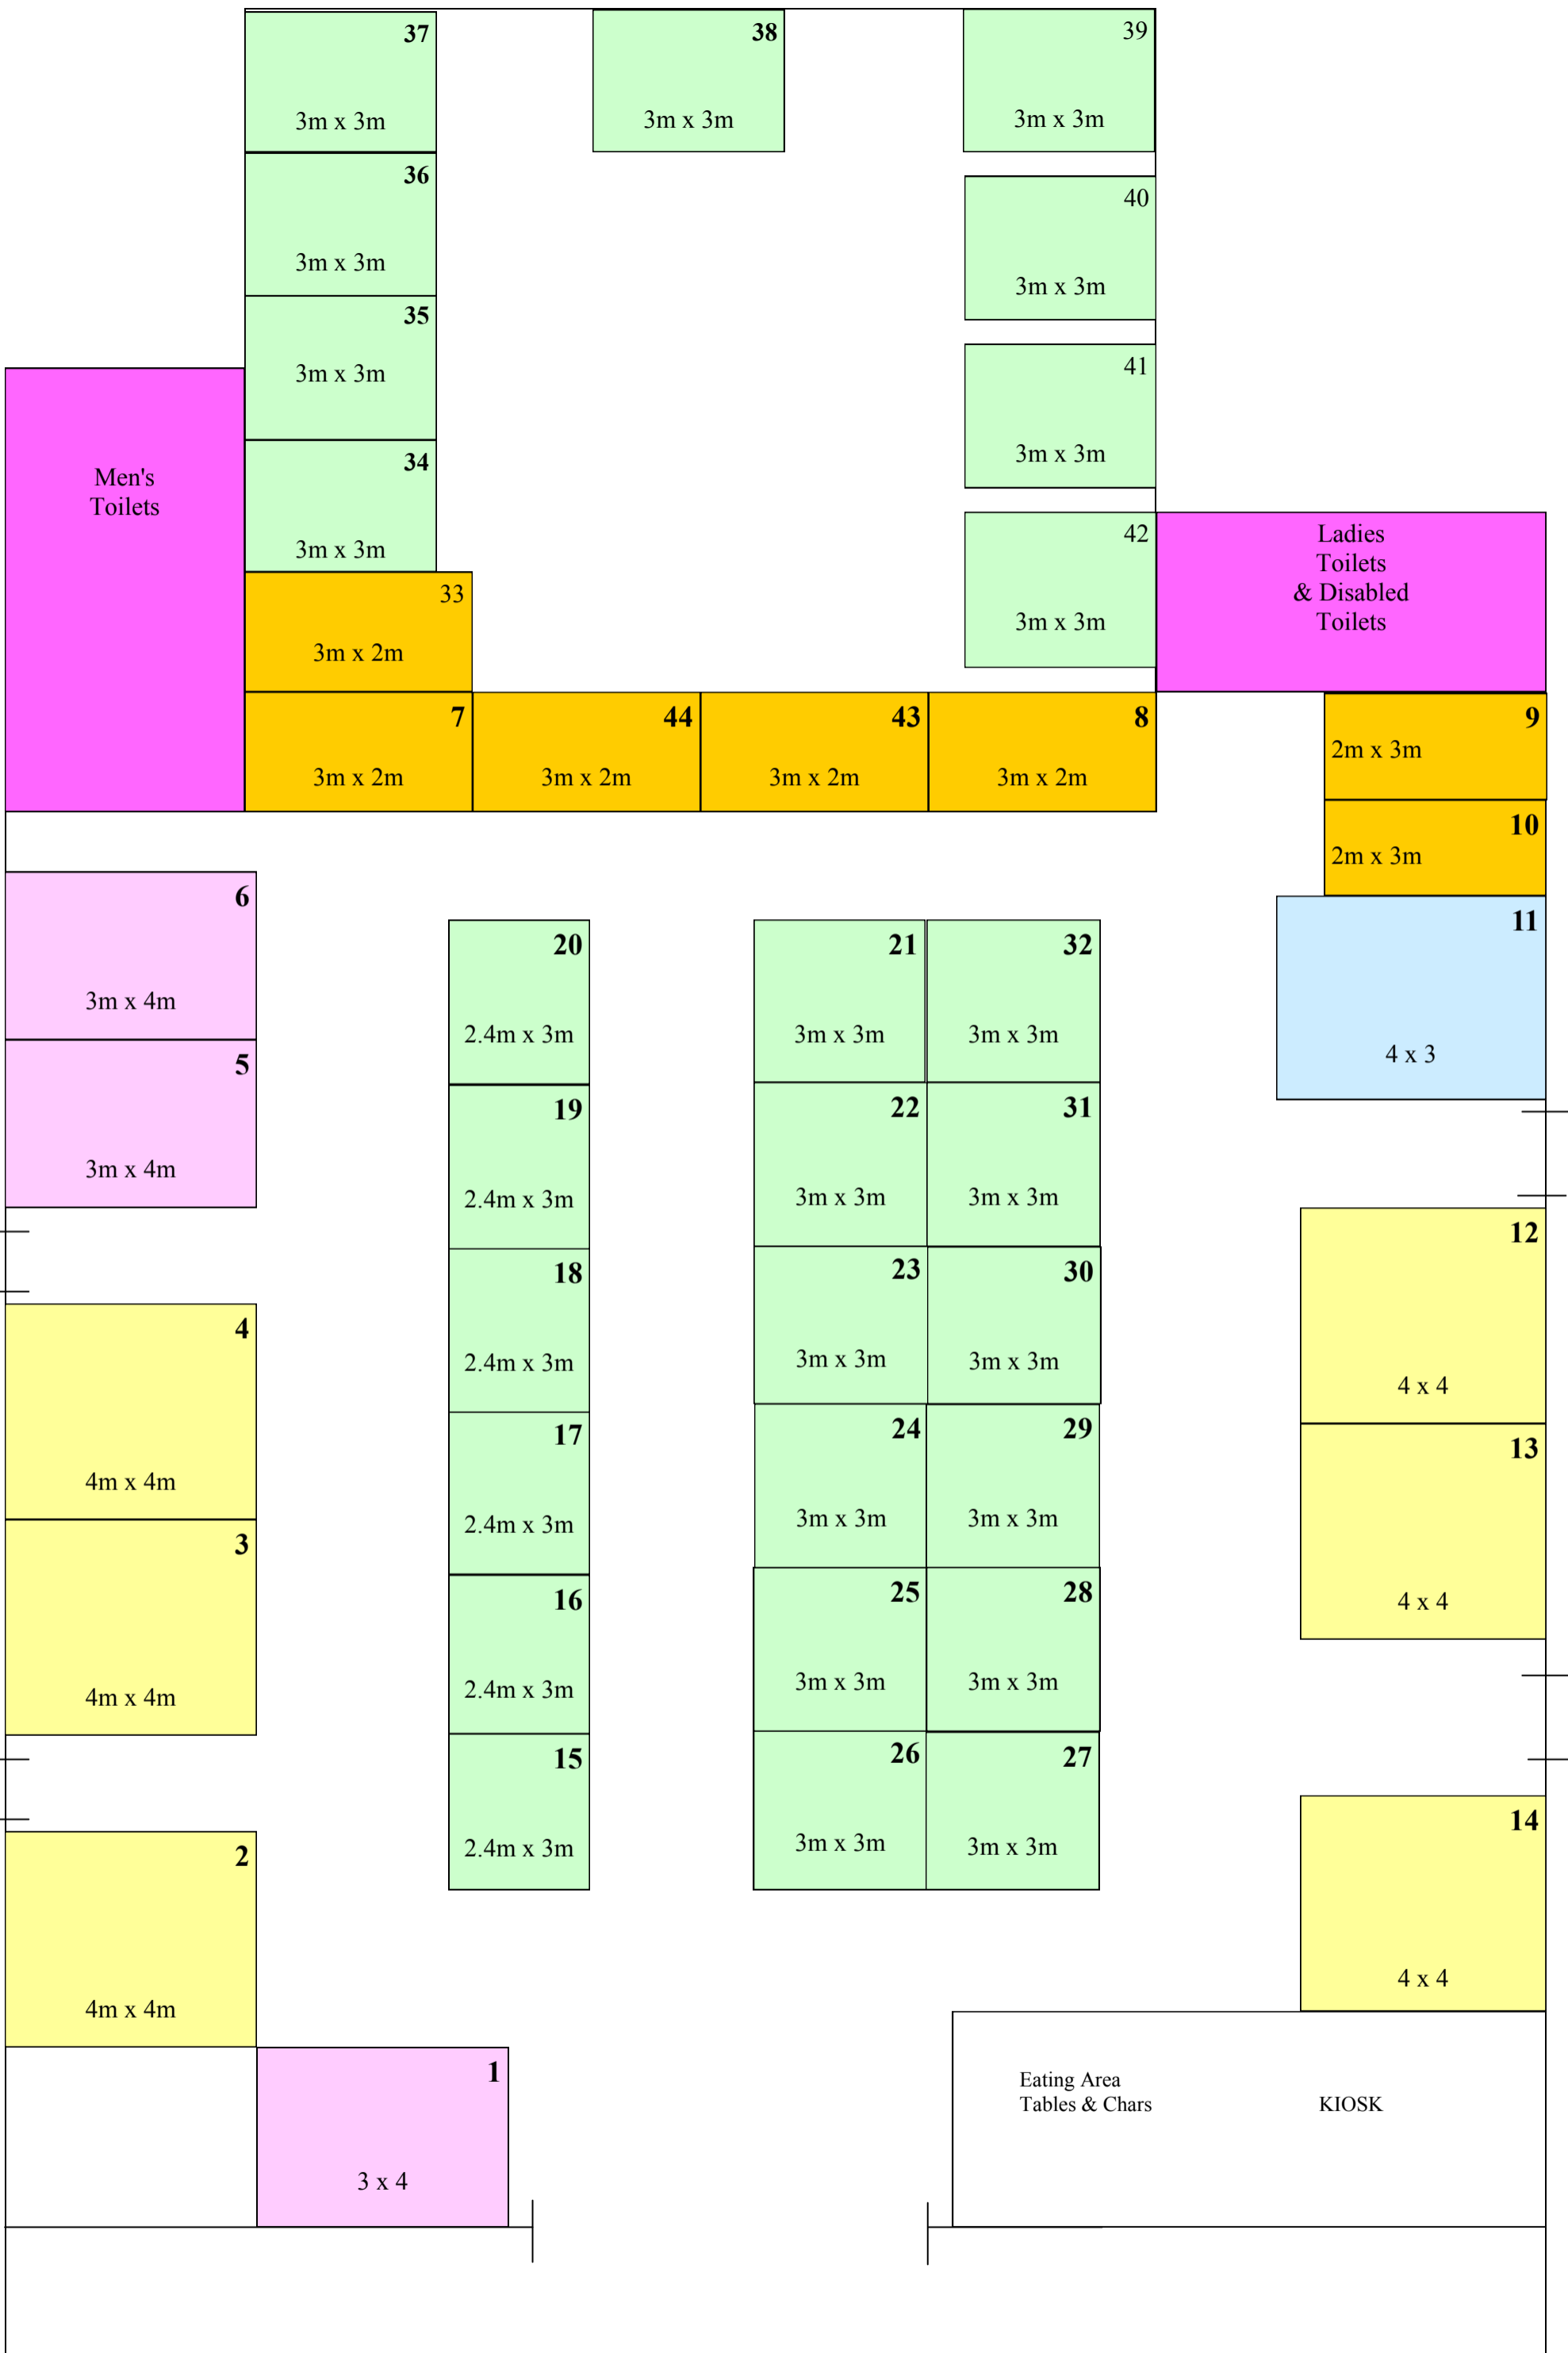 37
3m x 3m
38
3m x 3m
39
3m x 3m
36
3m x 3m
40
3m x 3m
35
3m x 3m
41
3m x 3m
34
3m x 3m
42
3m x 3m
Men's
Toilets
Ladies
Toilets
& Disabled
Toilets
33
3m x 2m
7
3m x 2m
44
3m x 2m
43
3m x 2m
8
3m x 2m
9
2m x 3m
10
2m x 3m
11
4 x 3
6
3m x 4m
5
3m x 4m
20
2.4m x 3m
21
3m x 3m
32
3m x 3m
19
2.4m x 3m
22
3m x 3m
31
3m x 3m
12
4 x 4
18
2.4m x 3m
23
3m x 3m
30
3m x 3m
4
4m x 4m
17
2.4m x 3m
24
3m x 3m
29
3m x 3m
13
4 x 4
3
4m x 4m
16
2.4m x 3m
25
3m x 3m
28
3m x 3m
15
2.4m x 3m
26
3m x 3m
27
3m x 3m
14
4 x 4
2
4m x 4m
1
3 x 4
Eating Area
Tables & Chars
KIOSK